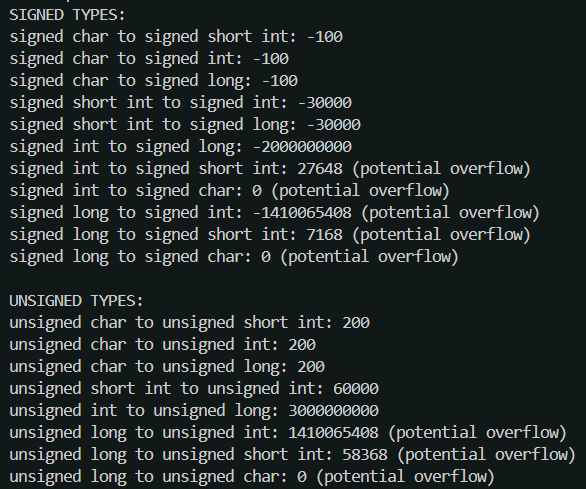 SIGNED TYPES:
signed char to signed short int: -100
signed char to signed int: -100
signed char to signed long: -100
signed short int to signed int: -30000
signed short int to signed long: -30000
signed int to signed long: -2000000000
signed int to signed short int: 27648 (potential overflow)
signed int to signed char: 0 (potential overflow)
signed long to signed int: -1410065408 (potential overflow)
signed long to signed short int: 7168 (potential overflow)
signed long to signed char: 0 (potential overflow)

UNSIGNED TYPES:
unsigned char to unsigned short int: 200
unsigned char to unsigned int: 200
unsigned char to unsigned long: 200
unsigned short int to unsigned int: 60000
unsigned int to unsigned long: 3000000000
unsigned long to unsigned int: 1410065408 (potential overflow)
unsigned long to unsigned short int: 58368 (potential overflow)
unsigned long to unsigned char: 0 (potential overflow)